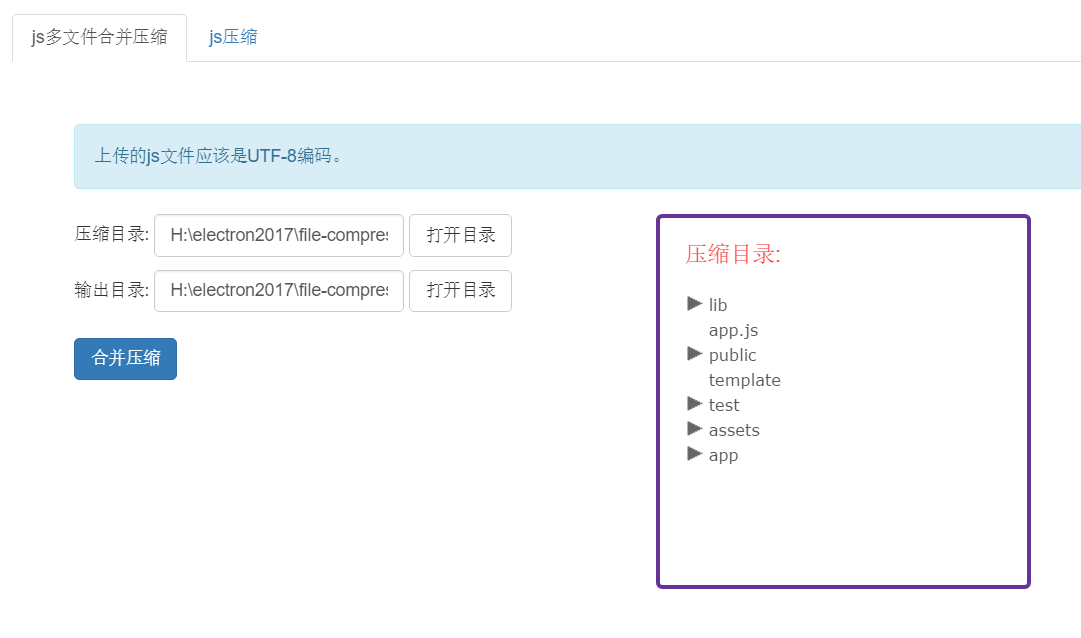 js多文件合并压缩 js压缩
上传的js文件应该是UTF-8编码。
压缩目录: H:\electron2017\file-compres 打开目录
输出目录: H:\electron2017\file-compres 打开目录
合并压缩
压缩目录:
lib
app.js
public
template
test
assets
app